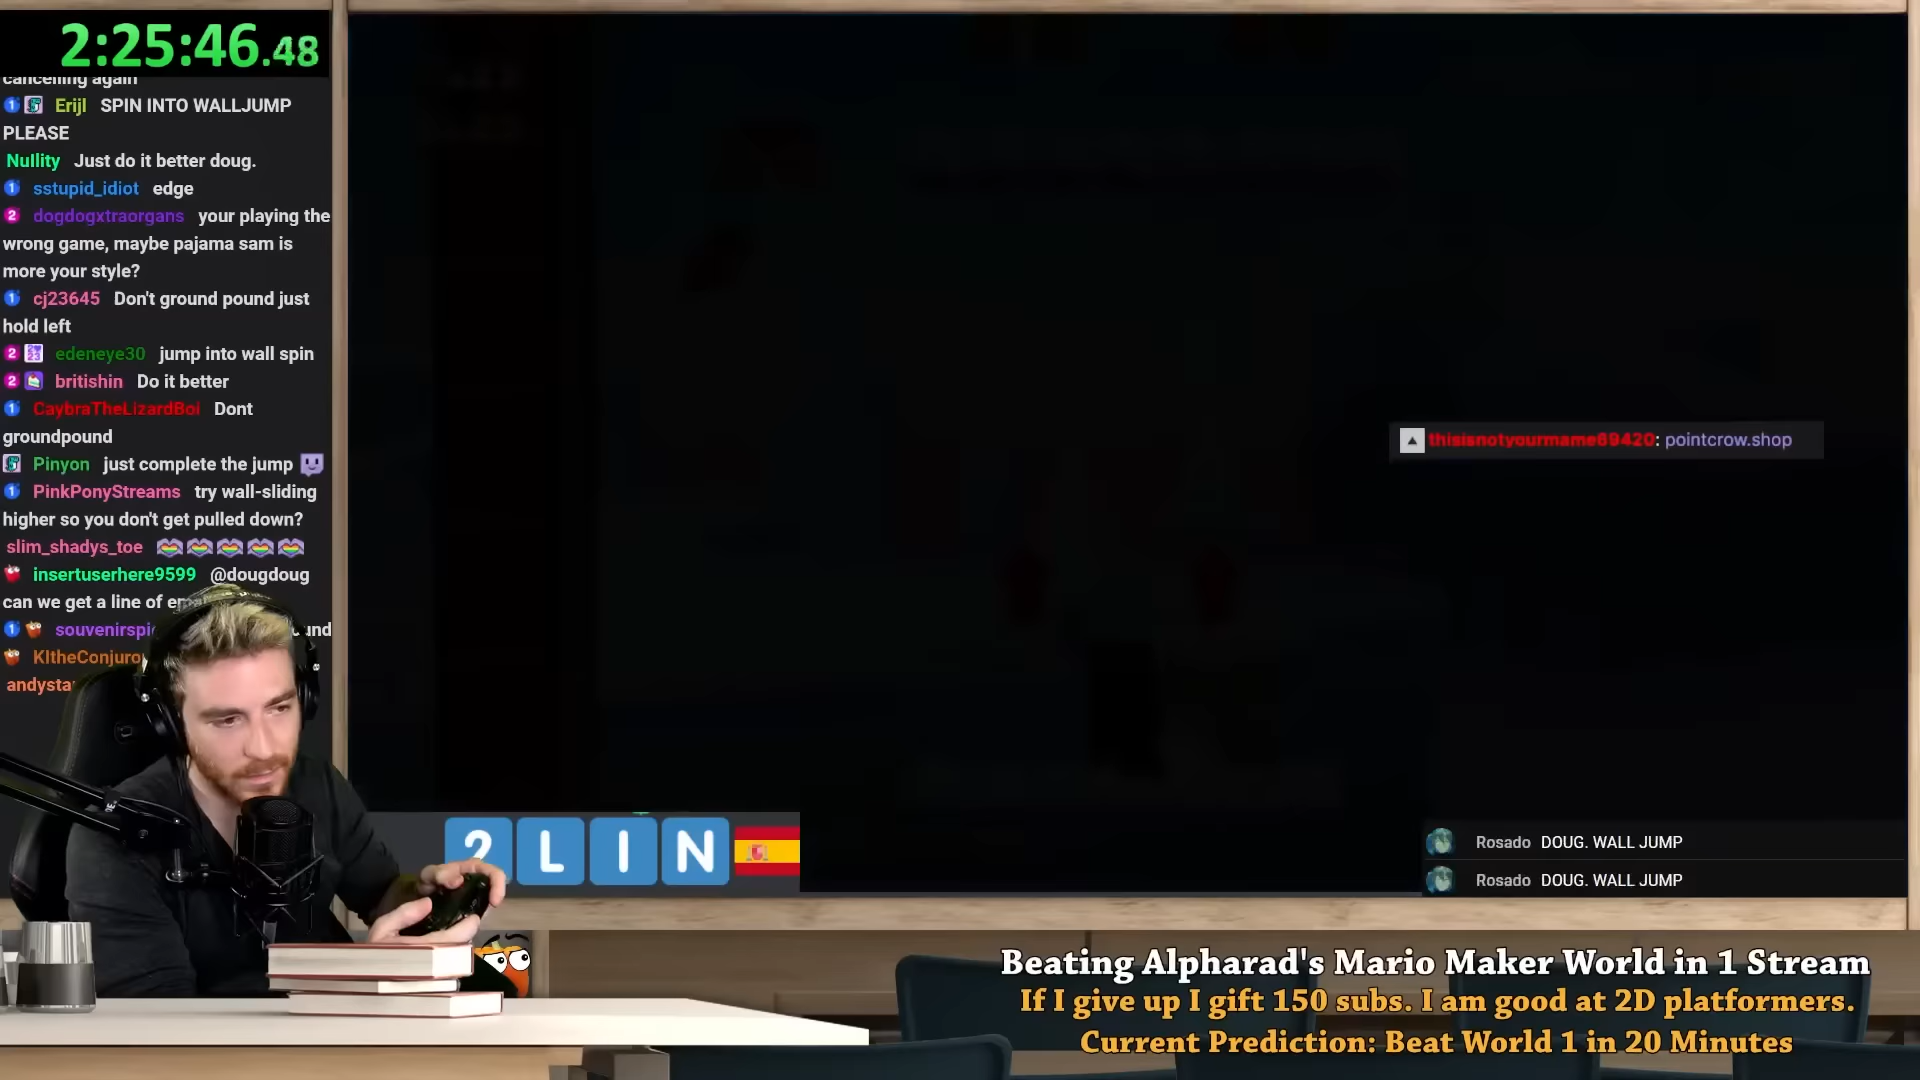 2:25:46.48
cancelling again
Erijl SPIN INTO WALLJUMP
PLEASE
Nullity Just do it better doug.
sstupid_idiot edge
dogdogxtraorgans your playing the
wrong game, maybe pajama sam is
more your style?
cj23645 Don't ground pound just
hold left
edeneye30 jump into wall spin
britishin Do it better
CaybraTheLizardBoi Dont
groundpound
Pinyon just complete the jump
PinkPonyStreams try wall-sliding
higher so you don't get pulled down?
slim_shadys_toe
insertuserhere9599 @dougdoug
can we get a line of
thisisnotyourmame69420: pointcrow.shop
? L I N
Rosado DOUG. WALL JUMP
Rosado DOUG. WALL JUMP
Beating Alpharad's Mario Maker World in 1 Stream
If I give up I gift 150 subs. I am good at 2D platformers.
Current Prediction: Beat World 1 in 20 Minutes